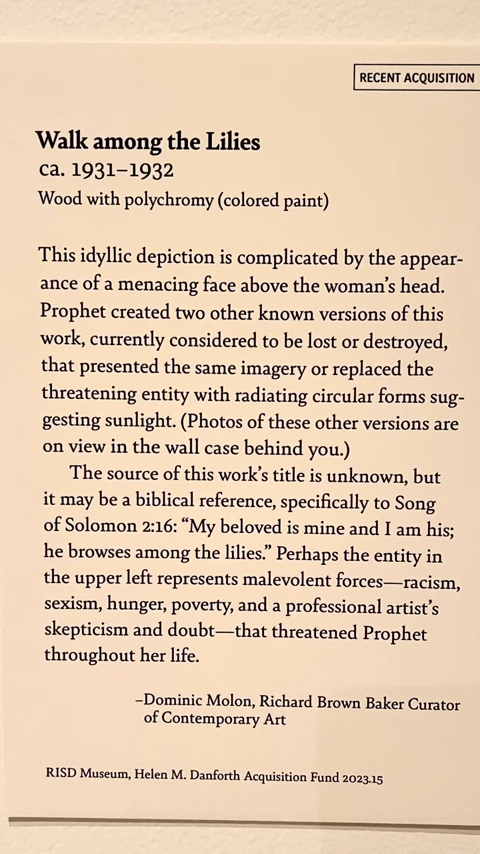 RECENT ACQUISITION
Walk among the Lilies
ca. 1931–1932
Wood with polychromy (colored paint)
This idyllic depiction is complicated by the appear-
ance of a menacing face above the woman’s head.
Prophet created two other known versions of this
work, currently considered to be lost or destroyed,
that presented the same imagery or replaced the
threatening entity with radiating circular forms sug-
gesting sunlight. (Photos of these other versions are
on view in the wall case behind you.)
The source of this work’s title is unknown, but
it may be a biblical reference, specifically to Song
of Solomon 2:16: “My beloved is mine and I am his;
he browses among the lilies.” Perhaps the entity in
the upper left represents malevolent forces—racism,
sexism, hunger, poverty, and a professional artist’s
skepticism and doubt—that threatened Prophet
throughout her life.
–Dominic Molon, Richard Brown Baker Curator
of Contemporary Art
RISD Museum, Helen M. Danforth Acquisition Fund 2023.15